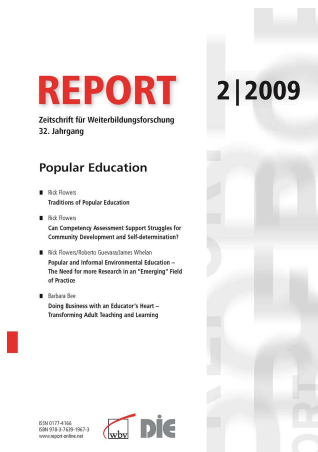 REPORT
2|2009
Zeitschrift für Weiterbildungsforschung
32. Jahrgang
Popular Education
Rick Flowers
Traditions of Popular Education
Rick Flowers
Can Competency Assessment Support Struggles for
Community Development and Self-determination?
Rick Flowers/Roberto Guevara/James Whelan
Popular and Informal Environmental Education –
The Need for more Research in an "Emerging" Field
of Practice
Barbara Bee
Doing Business with an Educator's Heart –
Transforming Adult Teaching and Learning
ISSN 0177-4166
ISBN 978-3-7639-1967-3
www.report-online.net
wbv
DIE